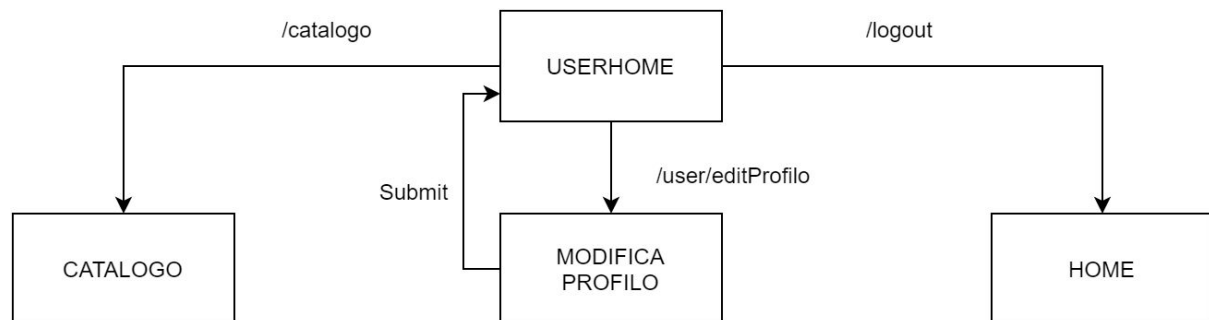 /catalogo
/logout
USERHOME
/user/editProfilo
Submit
CATALOGO
MODIFICA
PROFILO
HOME